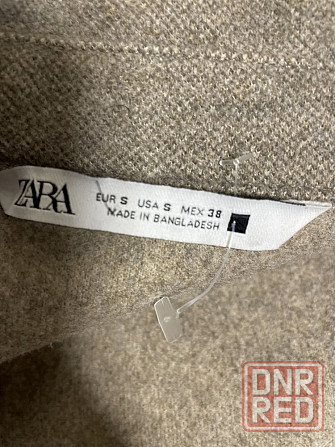 ZARA
EUR S USA S MEX 38
MADE IN BANGLADESH
DNR
RED